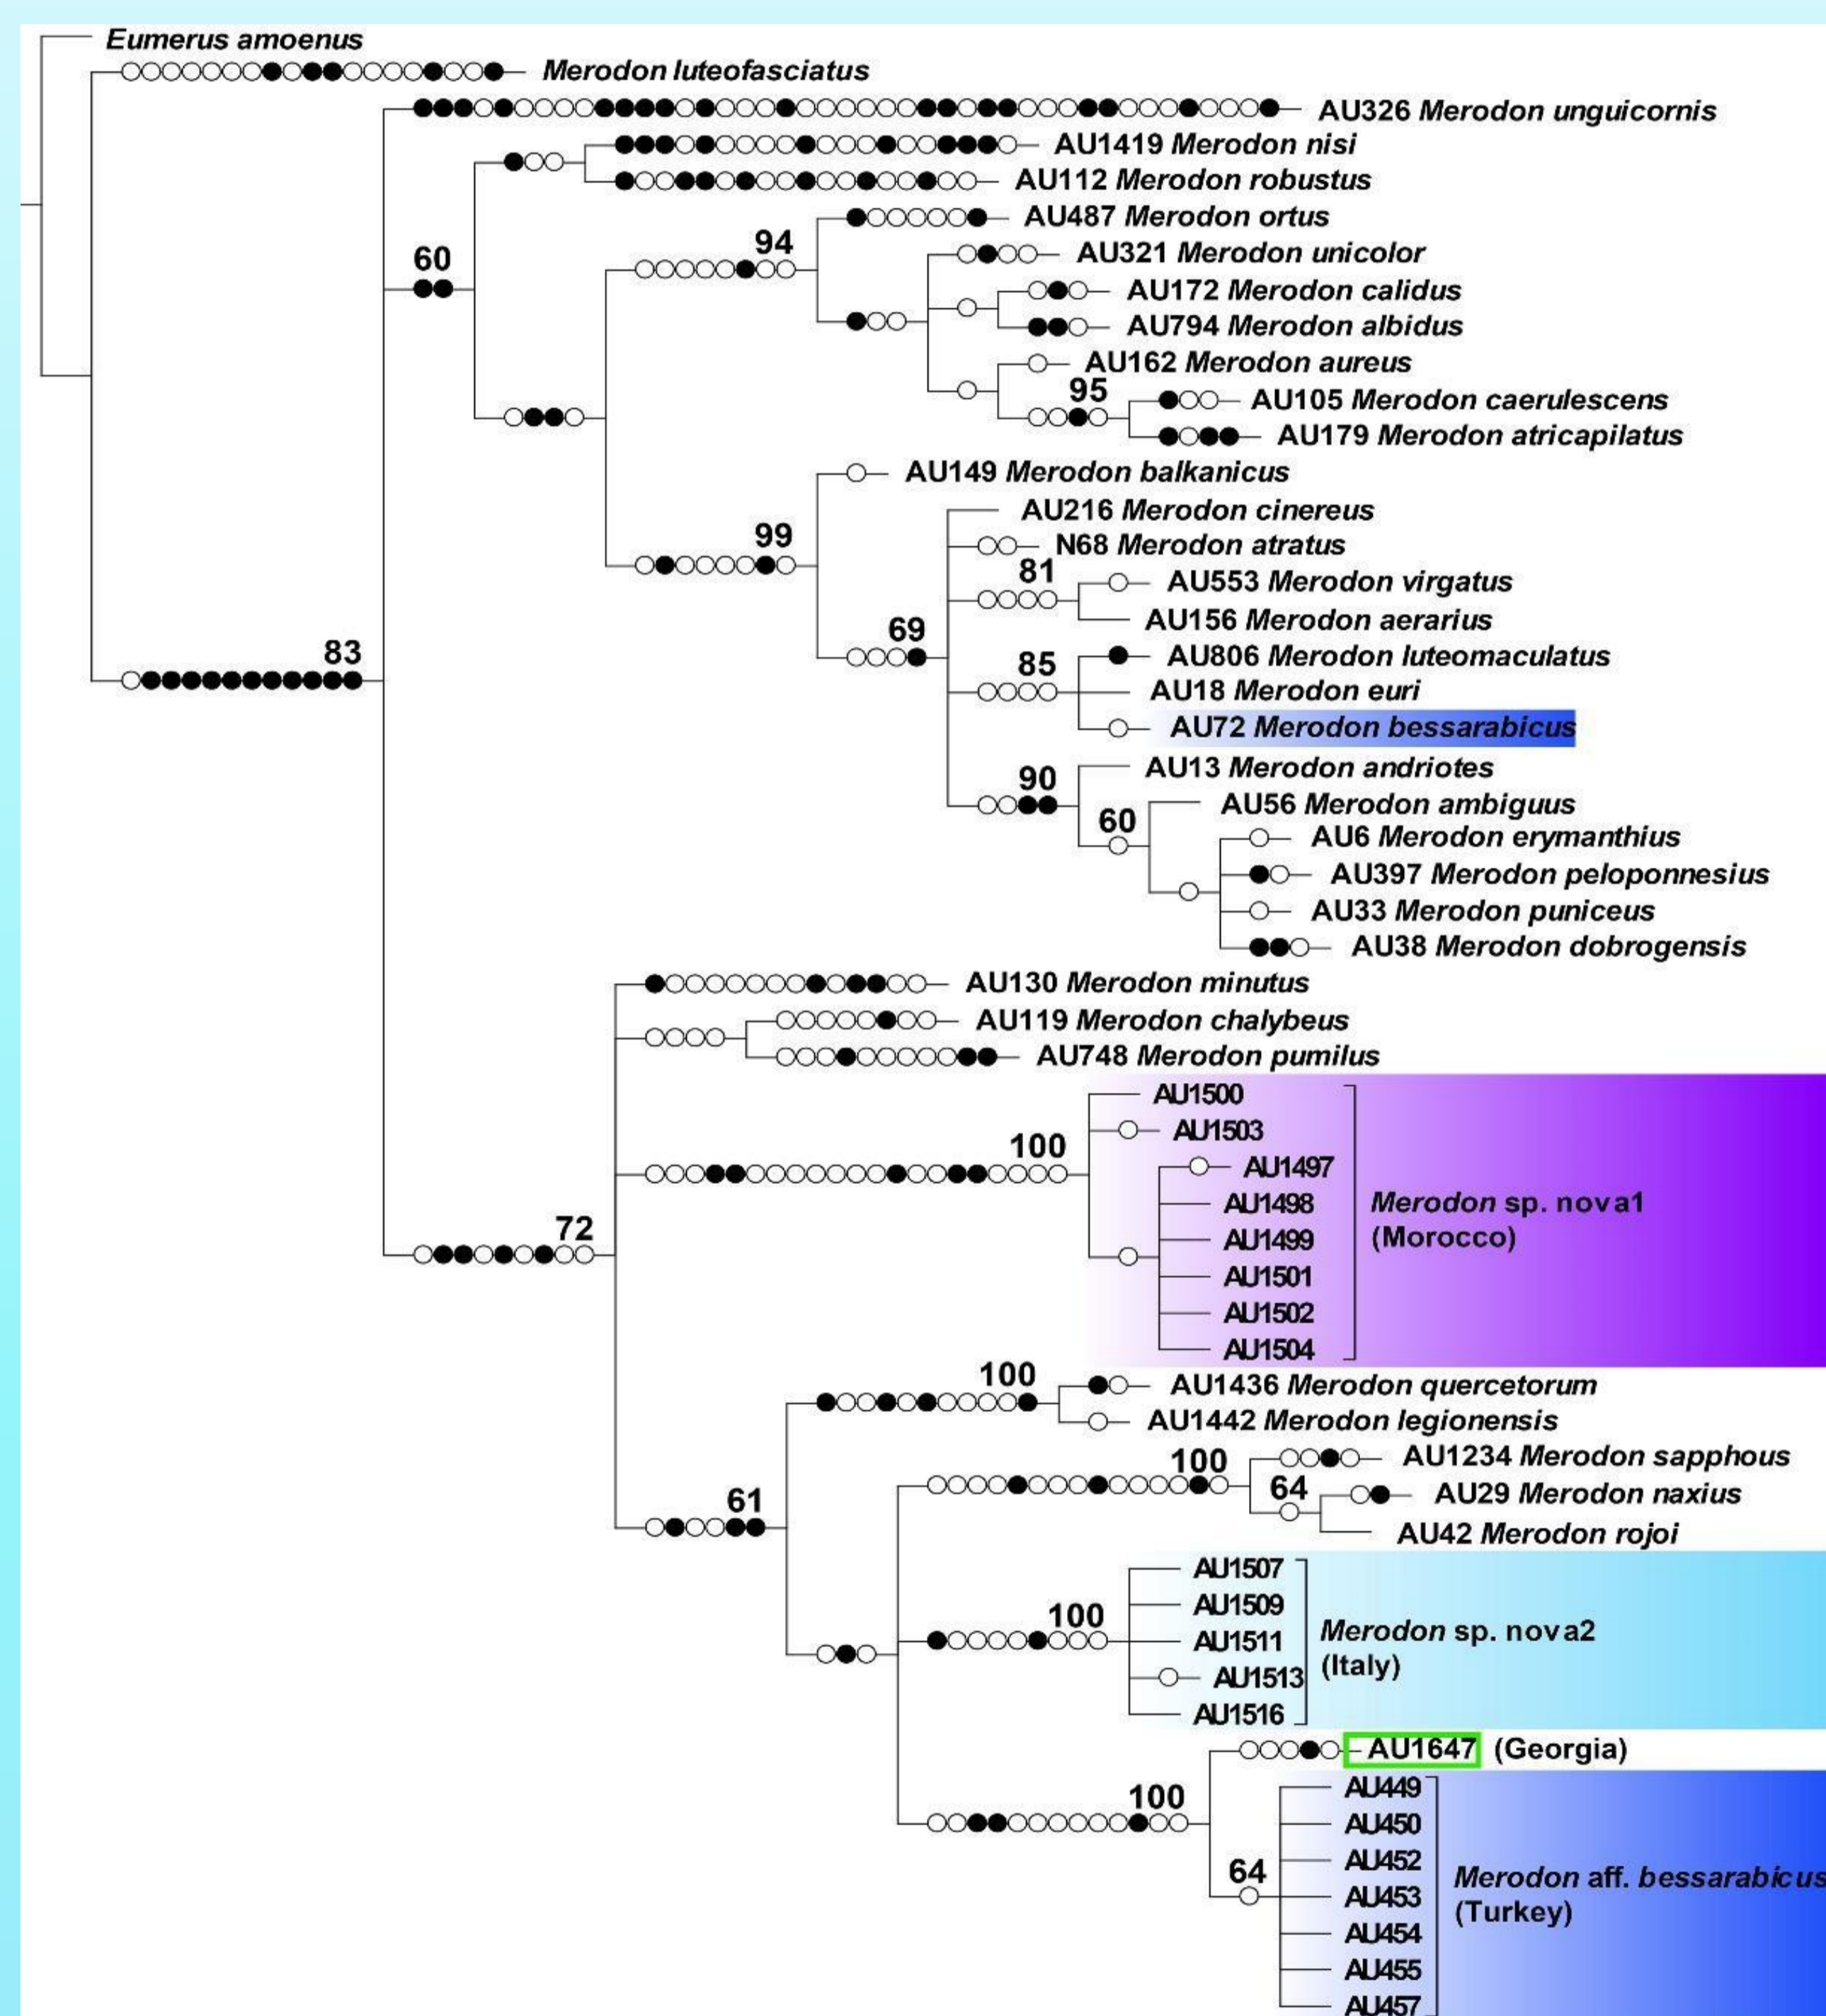 Eumerus amoenus
Merodon luteofasciatus
AU326 Merodon unguicornis
AU1419 Merodon nisi
AU112 Merodon robustus
AU487 Merodon ortus
94
AU321 Merodon unicolor
60
AU172 Merodon calidus
AU794 Merodon albidus
AU162 Merodon aureus
95
AU105 Merodon caerulescens
AU179 Merodon atricapilatus
AU149 Merodon balkanicus
AU216 Merodon cinereus
99
N68 Merodon atratus
81
AU553 Merodon virgatus
AU156 Merodon aerarius
69
83
AU806 Merodon luteomaculatus
85
AU18 Merodon euri
AU72 Merodon bessarabicus
AU13 Merodon andriotes
90
AU56 Merodon ambiguus
60
AU6 Merodon erymanthius
AU397 Merodon peloponnesius
AU33 Merodon puniceus
AU38 Merodon dobrogensis
AU130 Merodon minutus
AU119 Merodon chalybeus
AU748 Merodon pumilus
AU1500
AU1503
100
AU1497
AU1498
Merodon sp. nova1
(Morocco)
72
AU1499
AU1501
AU1502
AU1504
100
AU1436 Merodon quercetorum
AU1442 Merodon legionensis
AU1234 Merodon sapphous
100
64
AU29 Merodon naxius
61
AU42 Merodon rojoi
AU1507
AU1509
100
AU1511
Merodon sp. nova2
(Italy)
AU1513
AU1516
AU1647 (Georgia)
AU449
100
AU450
AU452
64
AU453
Merodon aff. bessarabicus
(Turkey)
AU454
AU455
AU457